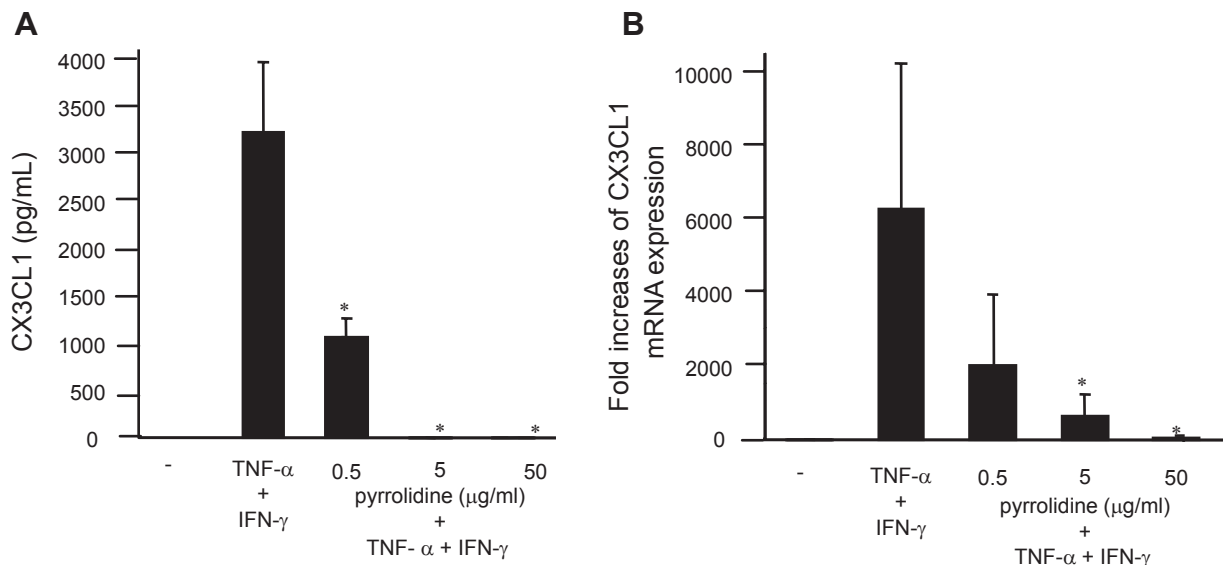 A
CX3CL1 (pg/mL)
4000
3500
3000
2500
2000
1500
1000
500
0
*
*
*
-
TNF-α
+
IFN-γ
0.5
5
50
pyrrolidine (μg/ml)
+
TNF- α + IFN-γ
B
Fold increases of CX3CL1
mRNA expression
10000
8000
6000
4000
2000
0
*
*
-
TNF-α
+
IFN-γ
0.5
5
50
pyrrolidine (μg/ml)
+
TNF-α + IFN-γ